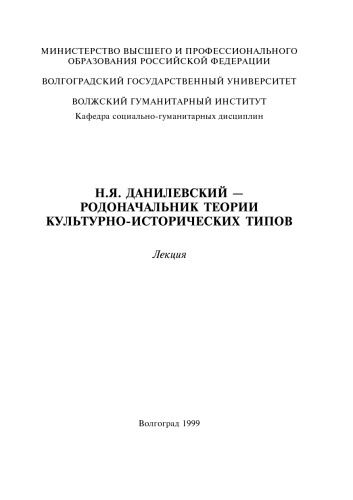 МИНИСТЕРСТВО ВЫСШЕГО И ПРОФЕССИОНАЛЬНОГО
ОБРАЗОВАНИЯ РОССИЙСКОЙ ФЕДЕРАЦИИ
ВОЛГОГРАДСКИЙ ГОСУДАРСТВЕННЫЙ УНИВЕРСИТЕТ
ВОЛЖСКИЙ ГУМАНИТАРНЫЙ ИНСТИТУТ
Кафедра социально-гуманитарных дисциплин
Н.Я. ДАНИЛЕВСКИЙ —
РОДОНАЧАЛЬНИК ТЕОРИИ
КУЛЬТУРНО-ИСТОРИЧЕСКИХ ТИПОВ
Лекция
Волгоград 1999